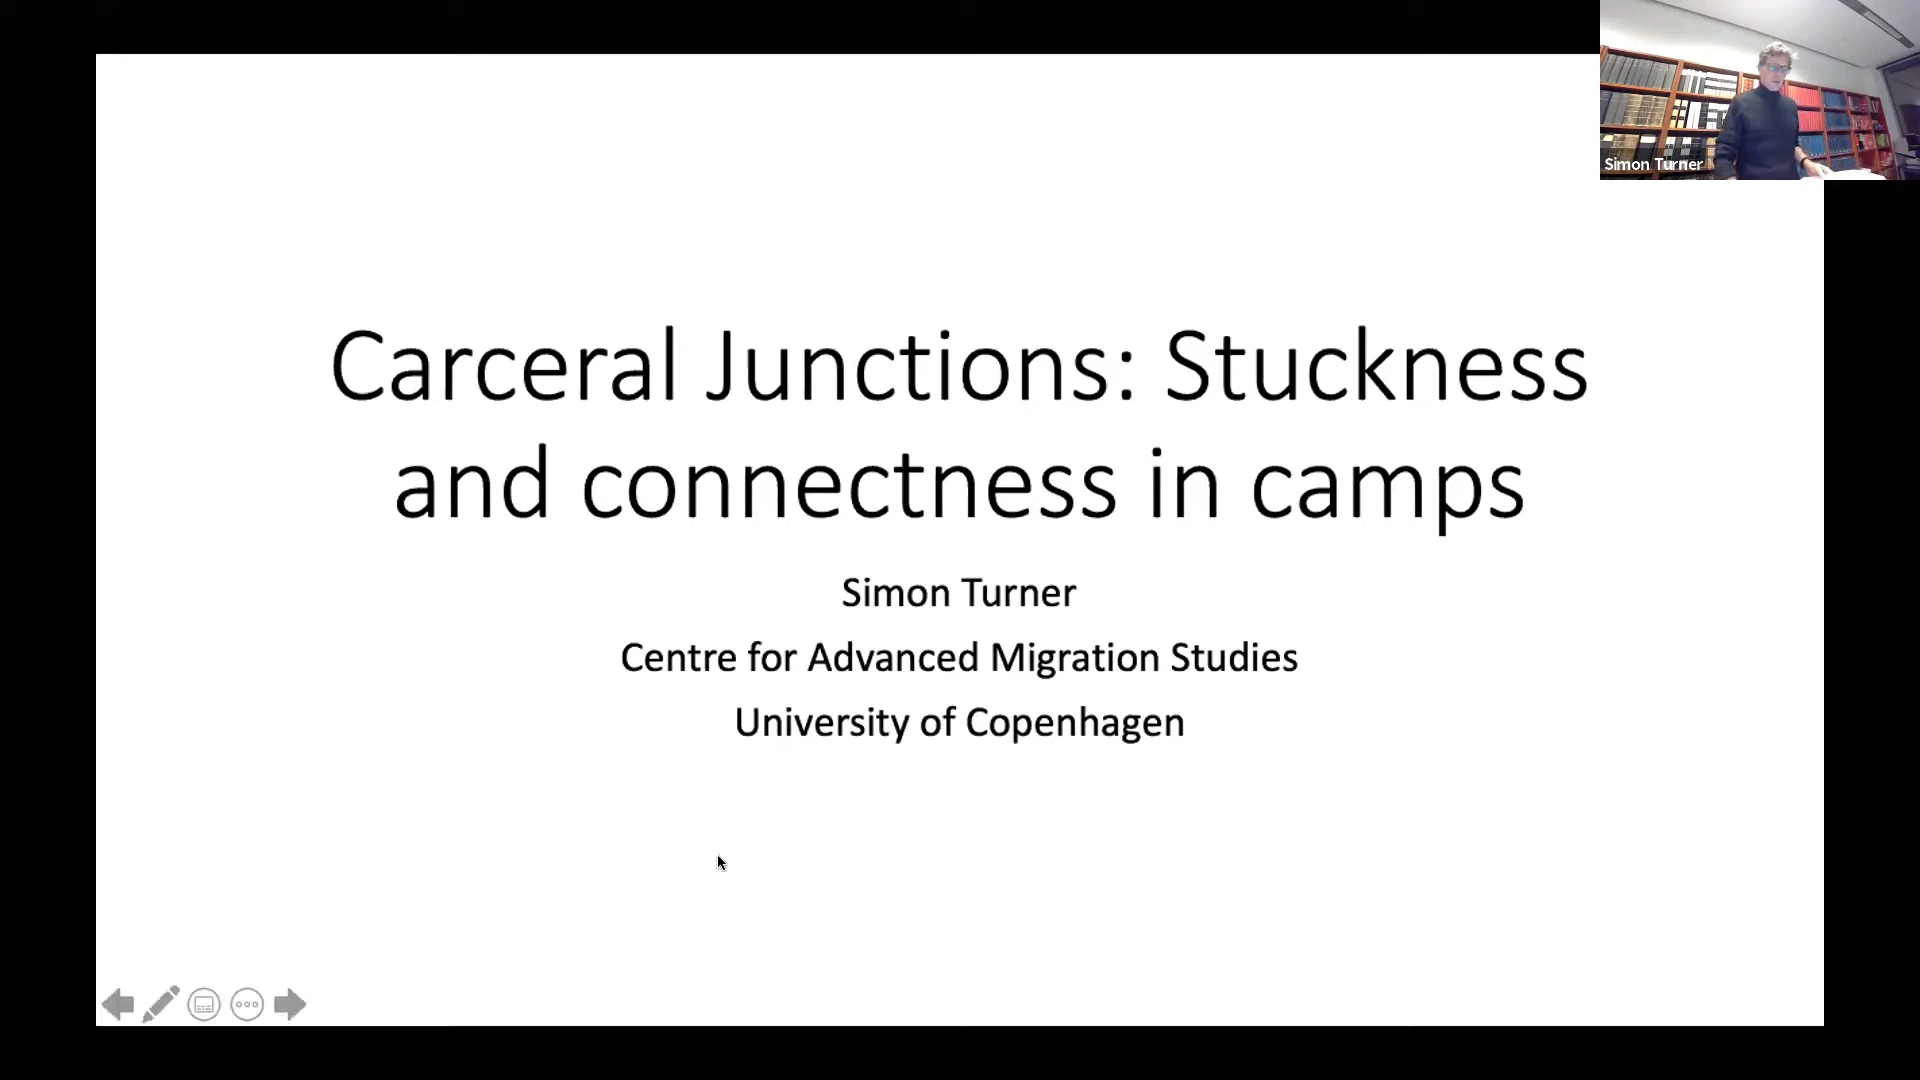 Simon Turner
Carceral Junctions: Stuckness
and connectness in camps
Simon Turner
Centre for Advanced Migration Studies
University of Copenhagen